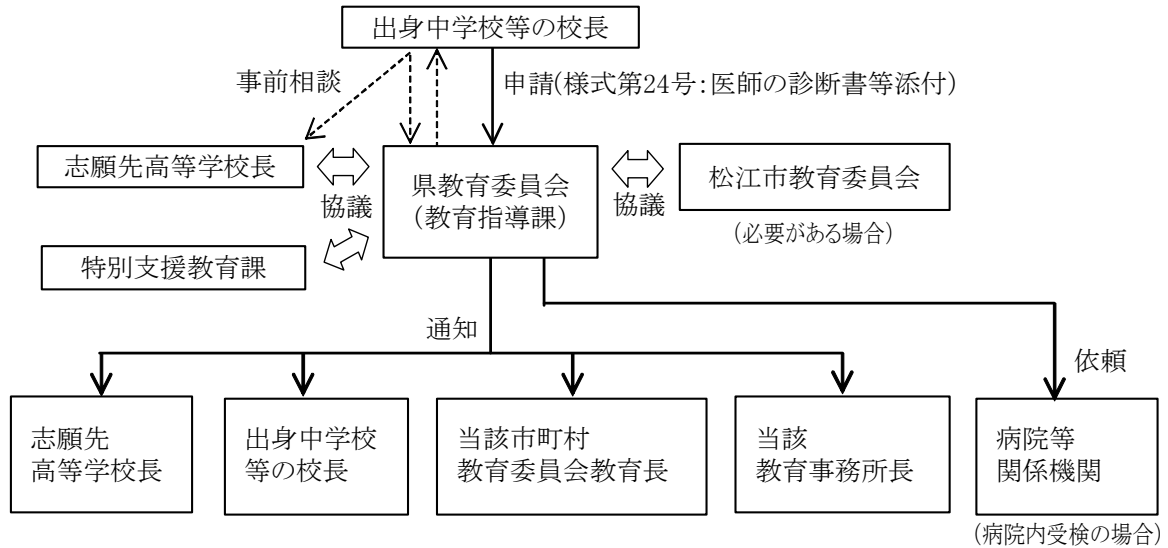 出身中学校等の校長
事前相談
申請(様式第24号:医師の診断書等添付)
志願先高等学校長
協議
県教育委員会
(教育指導課)
協議
松江市教育委員会
(必要がある場合)
特別支援教育課
通知
依頼
志願先
高等学校長
出身中学校
等の校長
当該市町村
教育委員会教育長
当該
教育事務所長
病院等
関係機関
(病院内受検の場合)